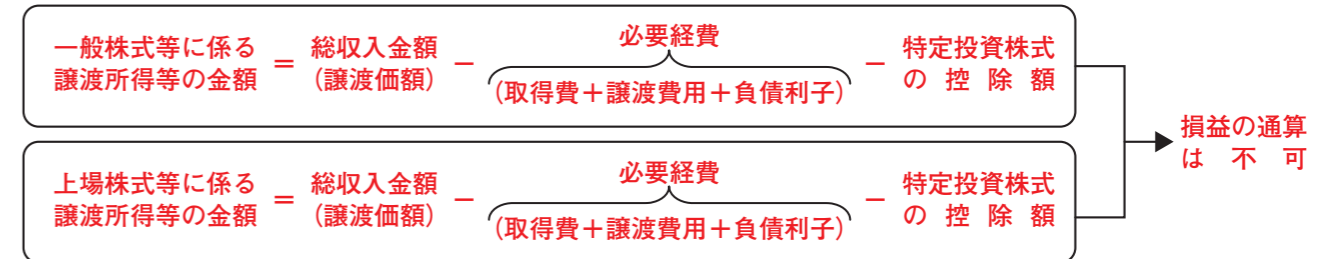 一般株式等に係る
譲渡所得等の金額
＝
総収入金額
（譲渡価額）
−
必要経費
（取得費＋譲渡費用＋負債利子）
−
特定投資株式
の控除額
上場株式等に係る
譲渡所得等の金額
＝
総収入金額
（譲渡価額）
−
必要経費
（取得費＋譲渡費用＋負債利子）
−
特定投資株式
の控除額
損益の通算
は不可